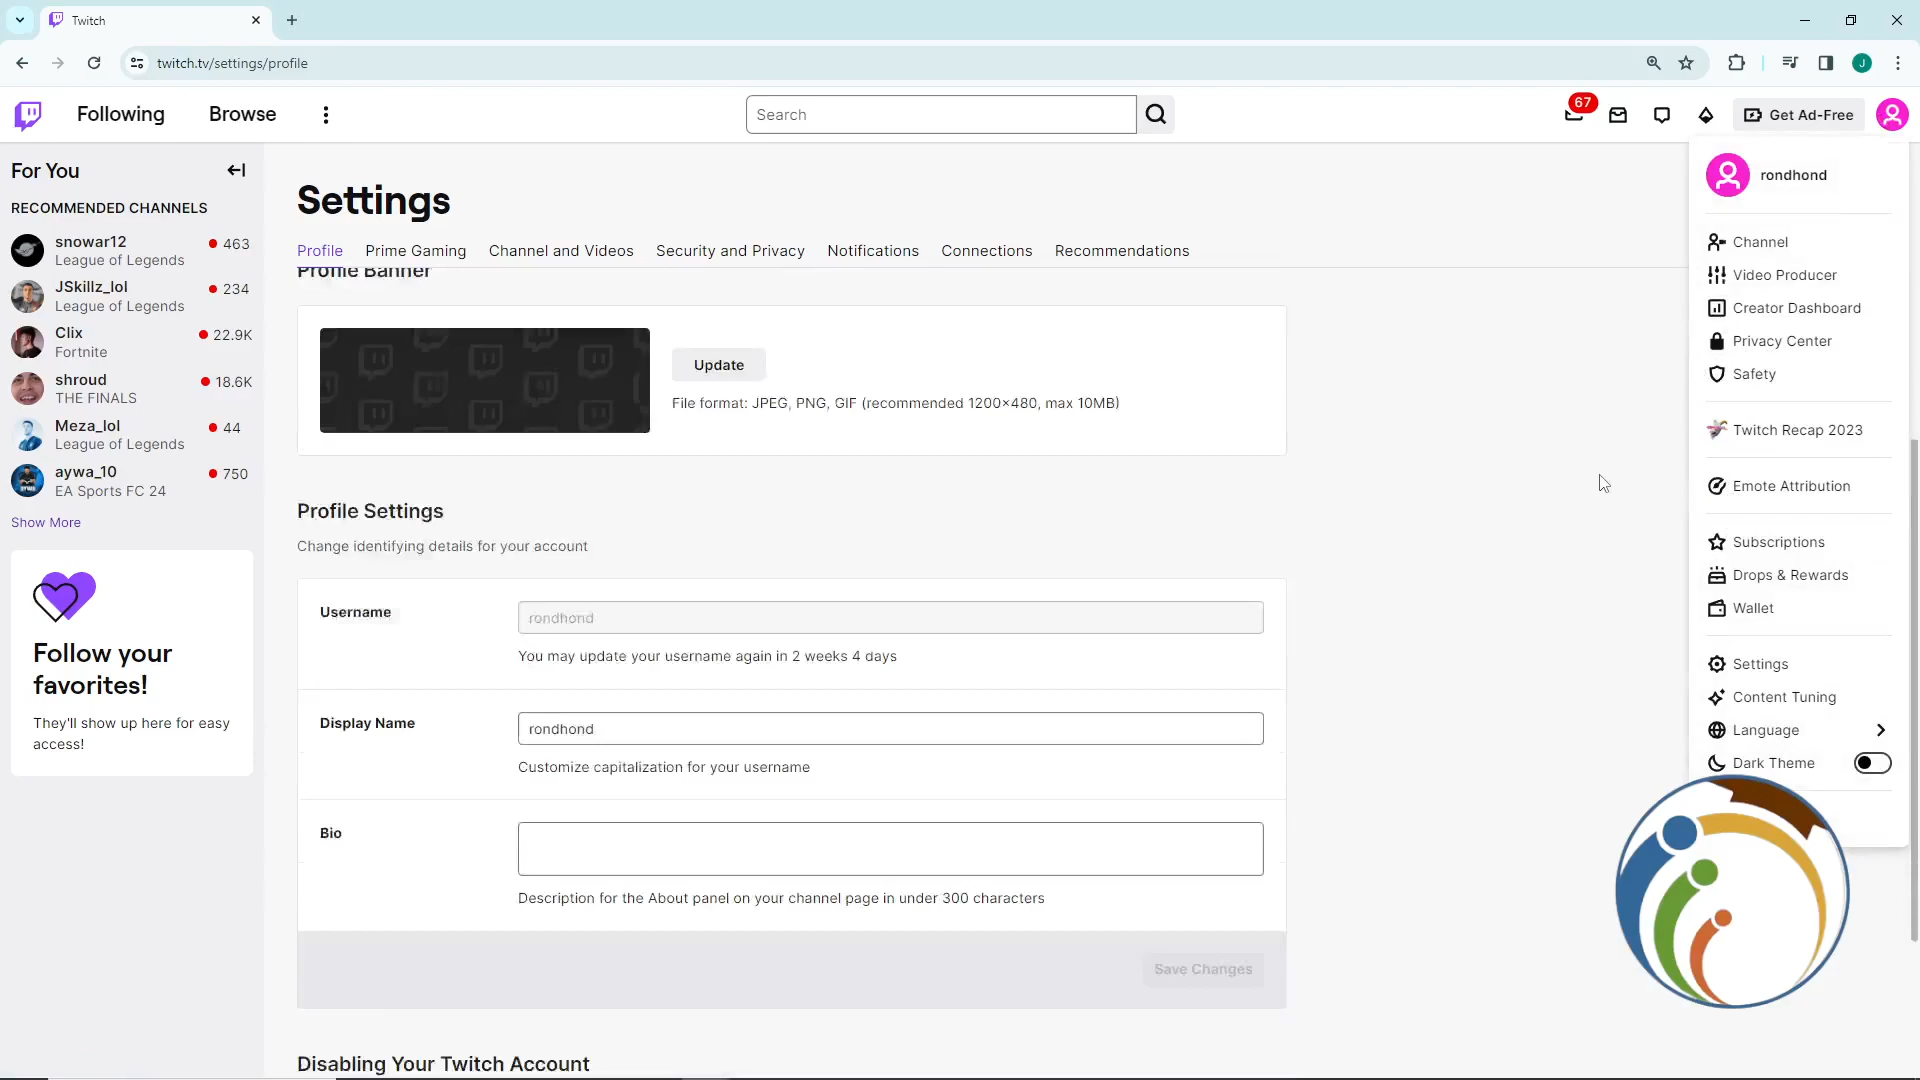 Twitch
twitch.tv/settings/profile
J
Following
Browse
Search
67
Get Ad-Free
For You
RECOMMENDED CHANNELS
snowar12
463
League of Legends
JSkillz_lol
234
League of Legends
Clix
22.9K
Fortnite
shroud
18.6K
THE FINALS
Meza_lol
44
League of Legends
aywa_10
750
EA Sports FC 24
Show More
Follow your
favorites!
They'll show up here for easy
access!
Settings
Profile
Prime Gaming
Channel and Videos
Security and Privacy
Notifications
Connections
Recommendations
Profile Banner
Update
File format: JPEG, PNG, GIF (recommended 1200×480, max 10MB)
Profile Settings
Change identifying details for your account
Username
rondhond
You may update your username again in 2 weeks 4 days
Display Name
rondhond
Customize capitalization for your username
Bio
Description for the About panel on your channel page in under 300 characters
Save Changes
Disabling Your Twitch Account
rondhond
Channel
Video Producer
Creator Dashboard
Privacy Center
Safety
Twitch Recap 2023
Emote Attribution
Subscriptions
Drops & Rewards
Wallet
Settings
Content Tuning
Language
Dark Theme